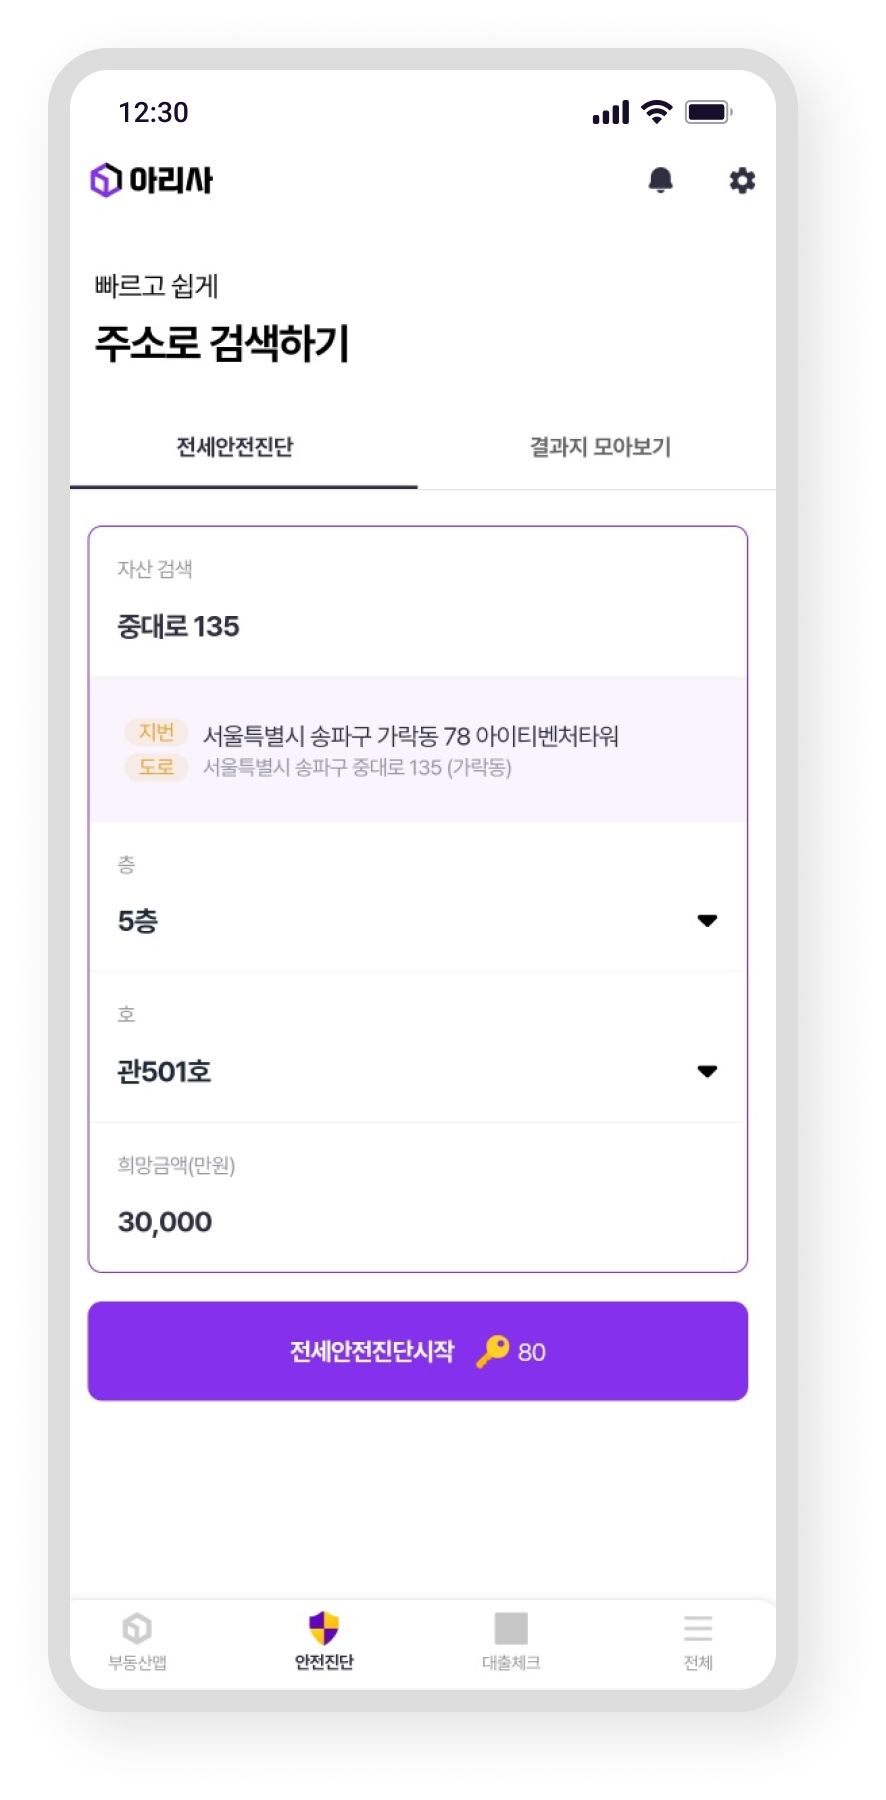 12:30
아리사
빠르고 쉽게
주소로 검색하기
전세안전진단 결과지 모아보기
자산 검색
중대로 135
지번 서울특별시 송파구 가락동 78 아이티벤처타워
도로 서울특별시 송파구 중대로 135 (가락동)
층
5층
호
관501호
희망금액(만원)
30,000
전세안전진단시작 80
부동산맵 안전진단 대출체크 전체